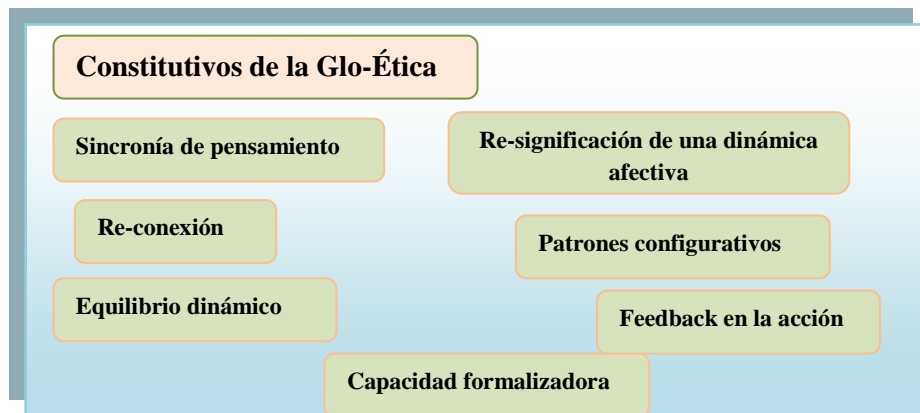 Constitutivos de la Glo-Ética
Sincronía de pensamiento
Re-significación de una dinámica
afectiva
Re-conexión
Patrones configurativos
Equilibrio dinámico
Feedback en la acción
Capacidad formalizadora